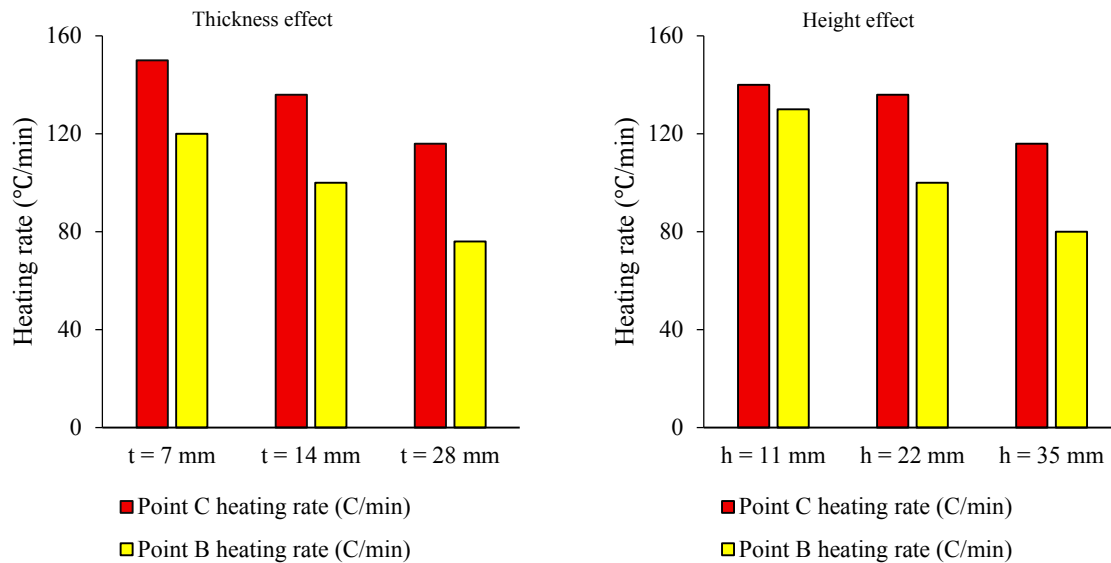 Thickness effect
160
120
80
40
0
Heating rate (℃/min)
t = 7 mm
t = 14 mm
t = 28 mm
Point C heating rate (C/min)
Point B heating rate (C/min)
Height effect
160
120
80
40
0
Heating rate (℃/min)
h = 11 mm
h = 22 mm
h = 35 mm
Point C heating rate (C/min)
Point B heating rate (C/min)